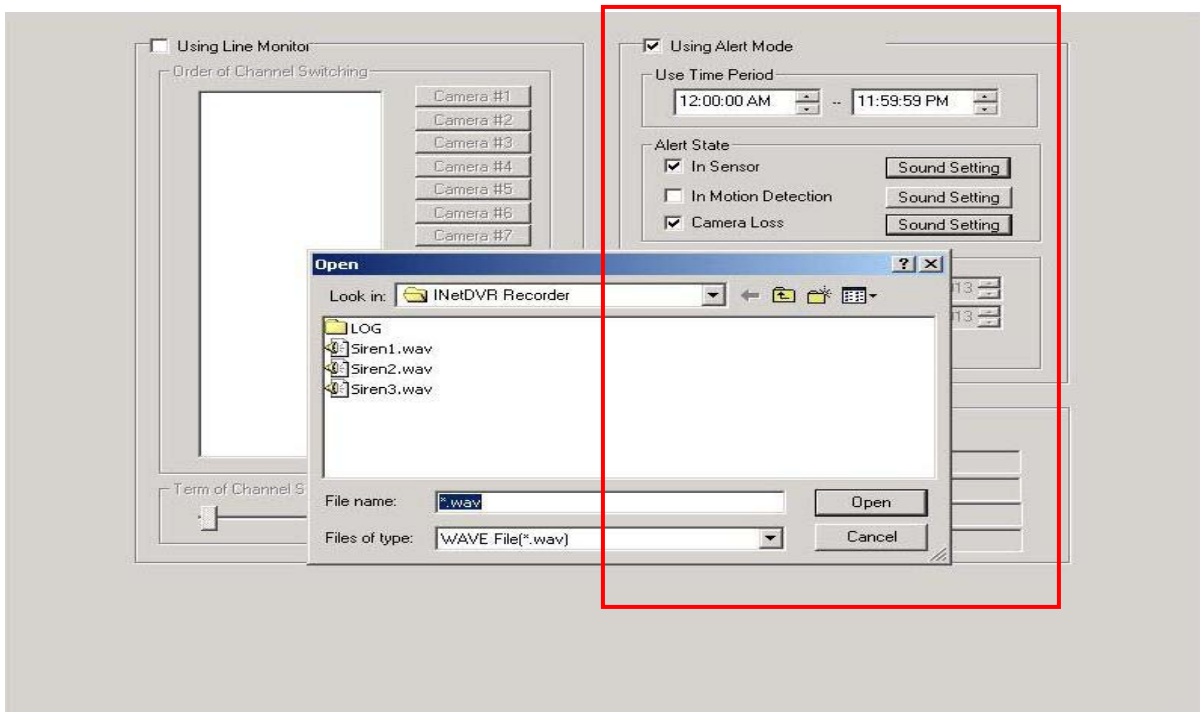 Using Line Monitor
Order of Channel Switching
Camera #1
Camera #2
Camera #3
Camera #4
Camera #5
Camera #6
Camera #7
Term of Channel S
Using Alert Mode
Use Time Period
12:00:00 AM -- 11:59:59 PM
Alert State
In Sensor Sound Setting
In Motion Detection Sound Setting
Camera Loss Sound Setting
013
013
Open
Look in: INetDVR Recorder
LOG
Siren1.wav
Siren2.wav
Siren3.wav
File name: *.wav Open
Files of type: WAVE File(*.wav) Cancel